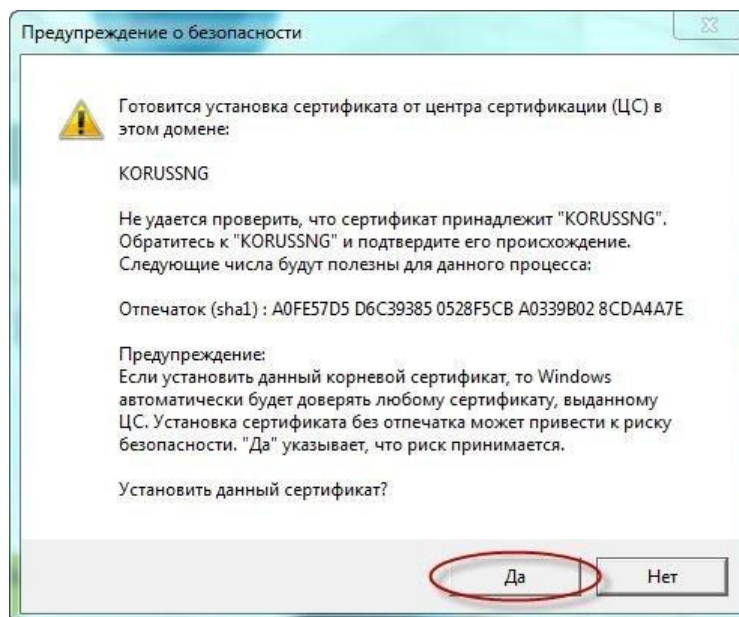 Предупреждение о безопасности
Готовится установка сертификата от центра сертификации (ЦС) в
этом домене:
KORUSSNG
Не удается проверить, что сертификат принадлежит "KORUSSNG".
Обратитесь к "KORUSSNG" и подтвердите его происхождение.
Следующие числа будут полезны для данного процесса:
Отпечаток (sha1) : A0FE57D5 D6C39385 0528F5CB A0339B02 8CDA4A7E
Предупреждение:
Если установить данный корневой сертификат, то Windows
автоматически будет доверять любому сертификату, выданному
ЦС. Установка сертификата без отпечатка может привести к риску
безопасности. "Да" указывает, что риск принимается.
Установить данный сертификат?
Да
Нет